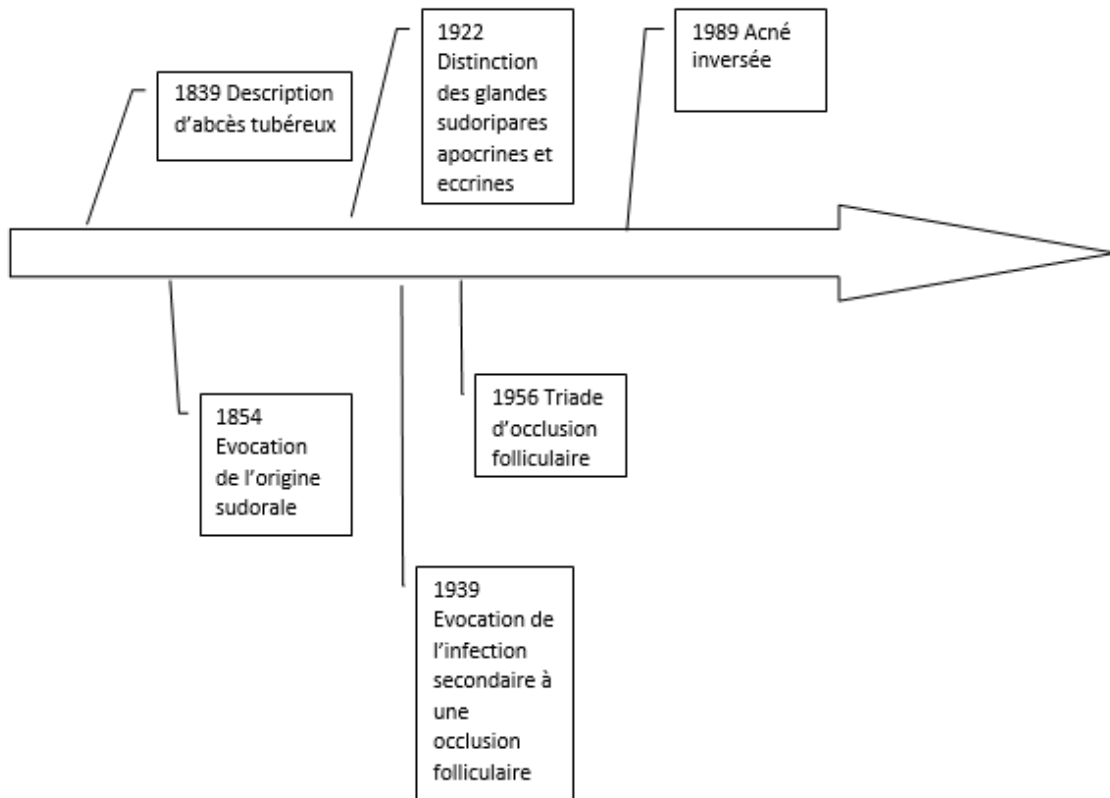 1839 Description
d'abcès tubéreux
1922
Distinction
des glandes
sudoripares
apocrines et
eccrines
1989 Acné
inversée
1854
Evocation
de l'origine
sudorale
1939
Evocation de
l'infection
secondaire à
une
occlusion
folliculaire
1956 Triade
d'occlusion
folliculaire